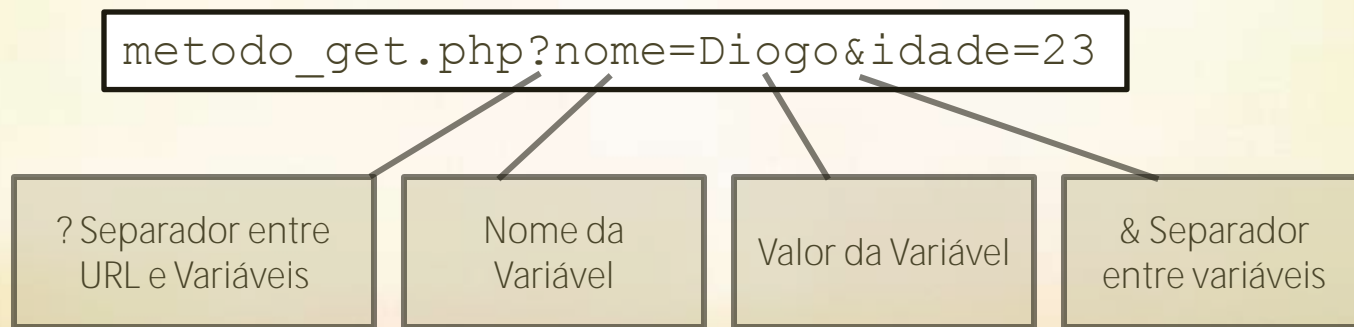 metodo_get.php?nome=Diogo&idade=23
? Separador entre
URL e Variáveis
Nome da
Variável
Valor da Variável
& Separador
entre variáveis